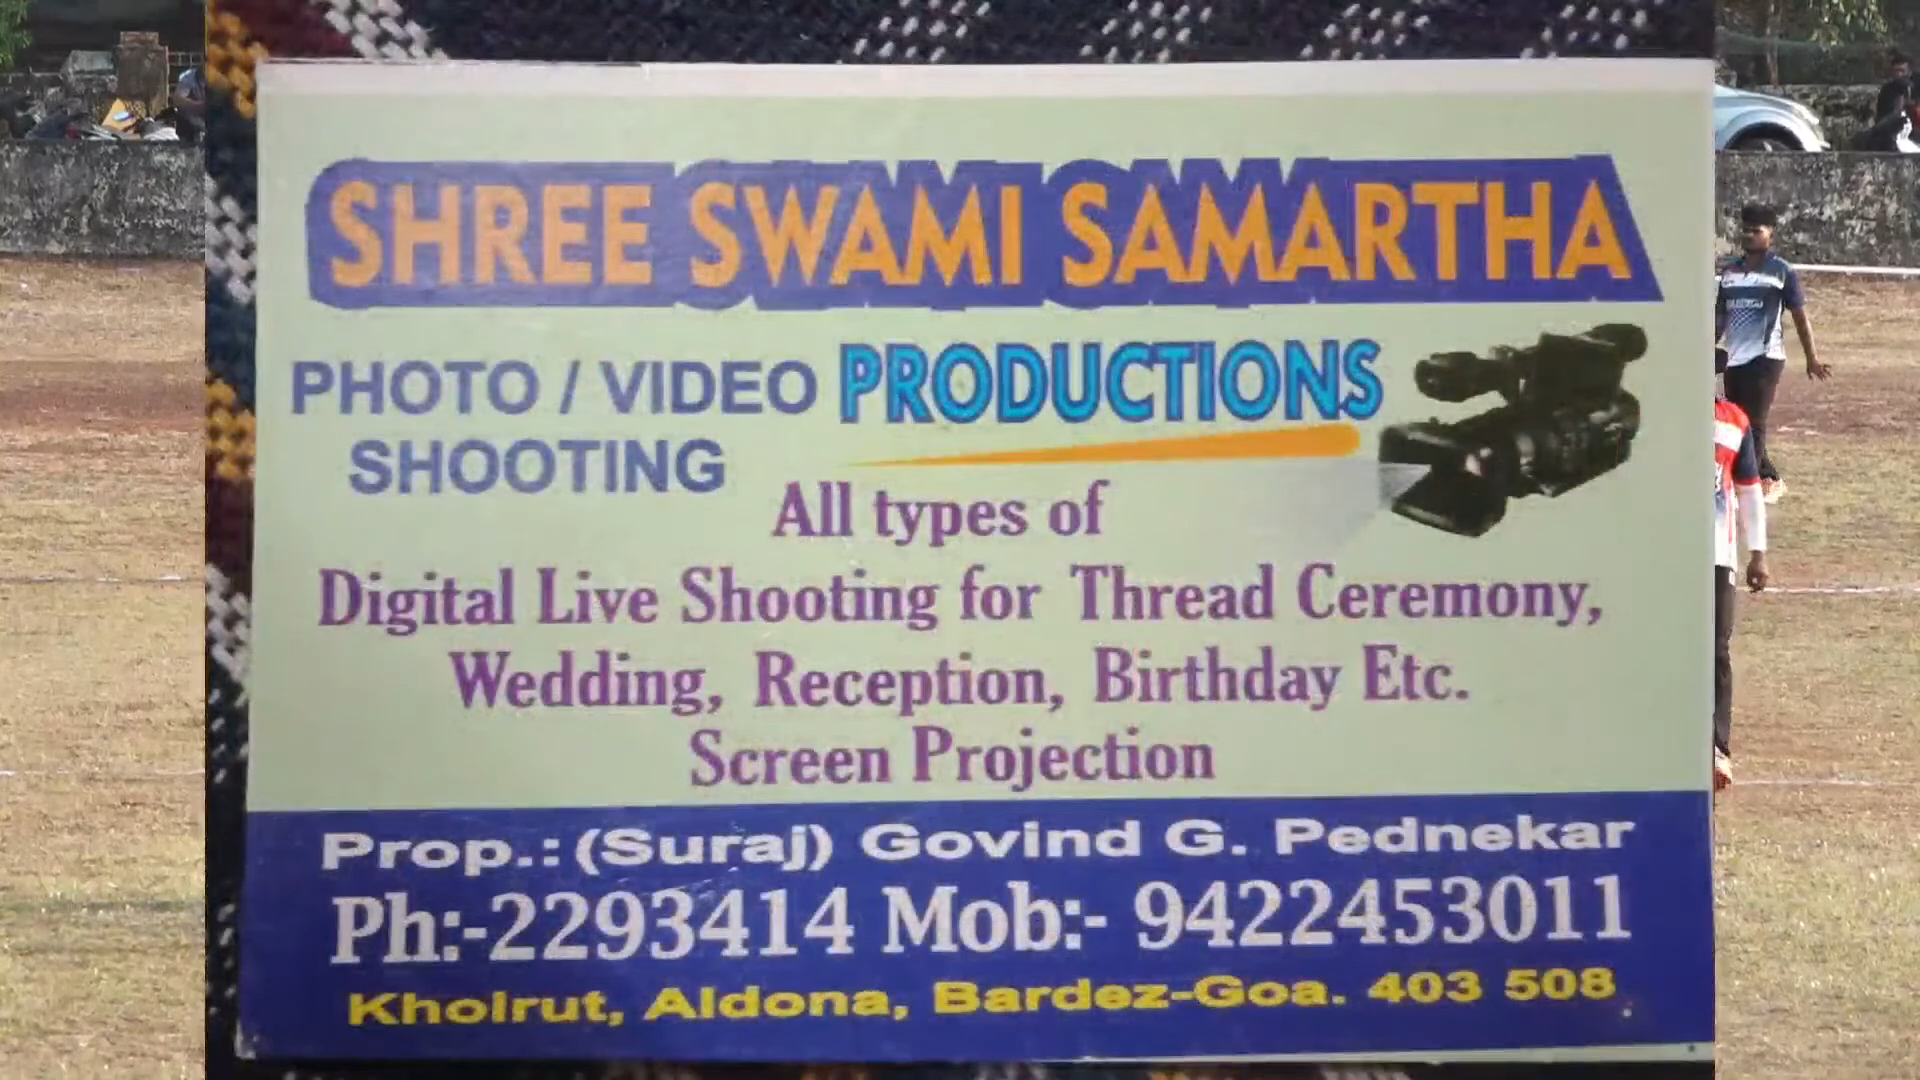 SHREE SWAMI SAMARTHA
PHOTO / VIDEO PRODUCTIONS
SHOOTING
All types of
Digital Live Shooting for Thread Ceremony,
Wedding, Reception, Birthday Etc.
Screen Projection
Prop.: (Suraj) Govind G. Pednekar
Ph:-2293414 Mob:- 9422453011
Kholrut, Aldona, Bardez-Goa. 403 508